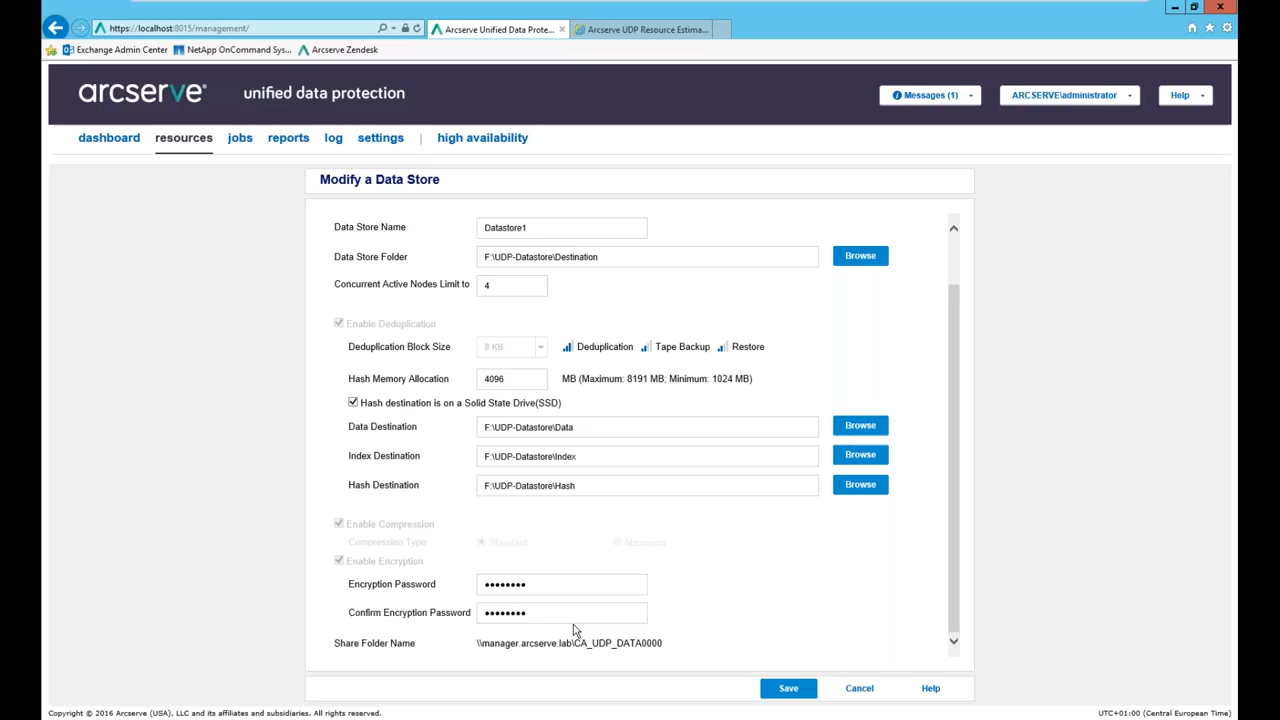 https://localhost:8015/management/
Arcserve Unified Data Prote...
Arcserve UDP Resource Estima...
Exchange Admin Center
NetApp OnCommand Sys...
Arcserve Zendesk
arcserve®
unified data protection
Messages (1)
ARCSERVE\administrator
Help
dashboard
resources
jobs
reports
log
settings
|
high availability
Modify a Data Store
Data Store Name
Datastore1
Data Store Folder
F:\UDP-Datastore\Destination
Browse
Concurrent Active Nodes Limit to
4
Enable Deduplication
Deduplication Block Size
8 KB
Deduplication
Tape Backup
Restore
Hash Memory Allocation
4096
MB (Maximum: 8191 MB; Minimum: 1024 MB)
Hash destination is on a Solid State Drive(SSD)
Data Destination
F:\UDP-Datastore\Data
Browse
Index Destination
F:\UDP-Datastore\Index
Browse
Hash Destination
F:\UDP-Datastore\Hash
Browse
Enable Compression
Compression Type
Standard
Maximum
Enable Encryption
Encryption Password
••••••••
Confirm Encryption Password
••••••••
Share Folder Name
\\manager.arcserve.lab\CA_UDP_DATA0000
Save
Cancel
Help
Copyright © 2016 Arcserve (USA), LLC and its affiliates and subsidiaries. All rights reserved.
UTC+01:00 (Central European Time)